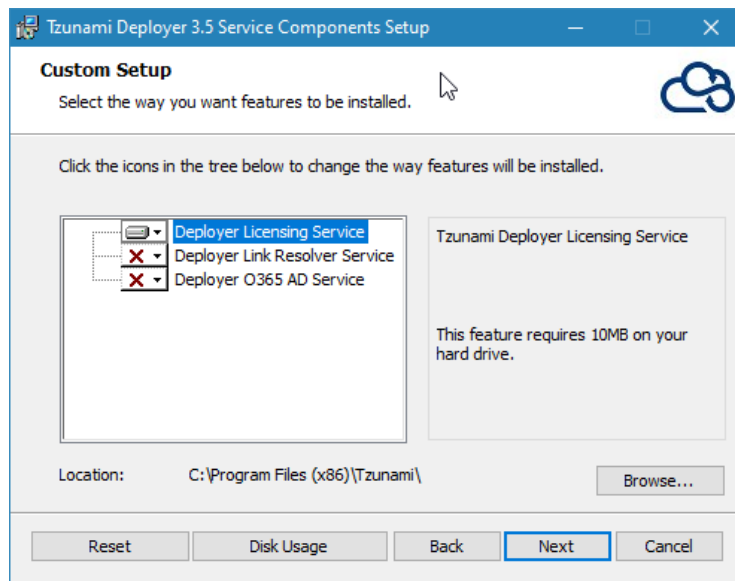 Tzunami Deployer 3.5 Service Components Setup
Custom Setup
Select the way you want features to be installed.
Click the icons in the tree below to change the way features will be installed.
Deployer Licensing Service
Deployer Link Resolver Service
Deployer O365 AD Service
Tzunami Deployer Licensing Service
This feature requires 10MB on your
hard drive.
Location: C:\Program Files (x86)\Tzunami\
Browse...
Reset Disk Usage Back Next Cancel